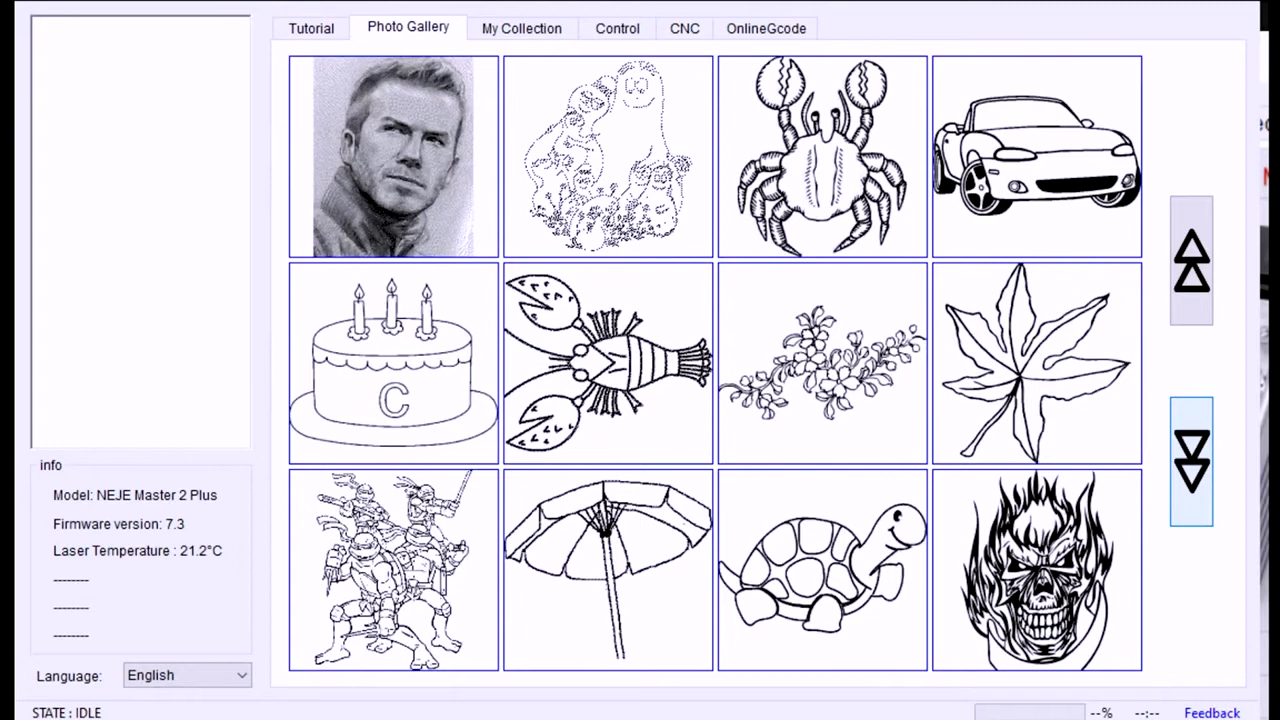 Tutorial
Photo Gallery
My Collection
Control
CNC
OnlineGcode
C
info
Model: NEJE Master 2 Plus
Firmware version: 7.3
Laser Temperature : 21.2°C
--------
--------
--------
Language:
English
STATE : IDLE
--%
--:--
Feedback